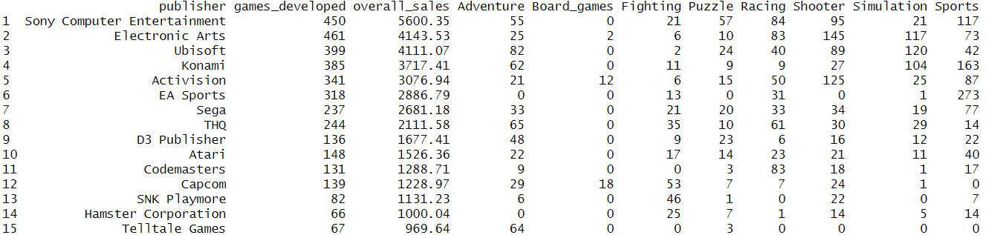 publisher games_developed overall_sales Adventure Board_games Fighting Puzzle Racing Shooter Simulation Sports
1 Sony Computer Entertainment 450 5600.35 55 0 21 57 84 95 21 117
2 Electronic Arts 461 4143.53 25 2 6 10 83 145 117 73
3 Ubisoft 399 4111.07 82 0 2 24 40 89 120 42
4 Konami 385 3717.41 62 0 11 9 9 27 104 163
5 Activision 341 3076.94 21 12 6 15 50 125 25 87
6 EA Sports 318 2886.79 0 0 13 0 31 0 1 273
7 Sega 237 2681.18 33 0 21 20 33 34 19 77
8 THQ 244 2111.58 65 0 35 10 61 30 29 14
9 D3 Publisher 136 1677.41 48 0 9 23 6 16 12 22
10 Atari 148 1526.36 22 0 17 14 23 21 11 40
11 Codemasters 131 1288.71 9 0 0 3 83 18 1 17
12 Capcom 139 1228.97 29 18 53 7 7 24 1 0
13 SNK Playmore 82 1131.23 6 0 46 1 0 22 0 7
14 Hamster Corporation 66 1000.04 0 0 25 7 1 14 5 14
15 Telltale Games 67 969.64 64 0 0 3 0 0 0 0